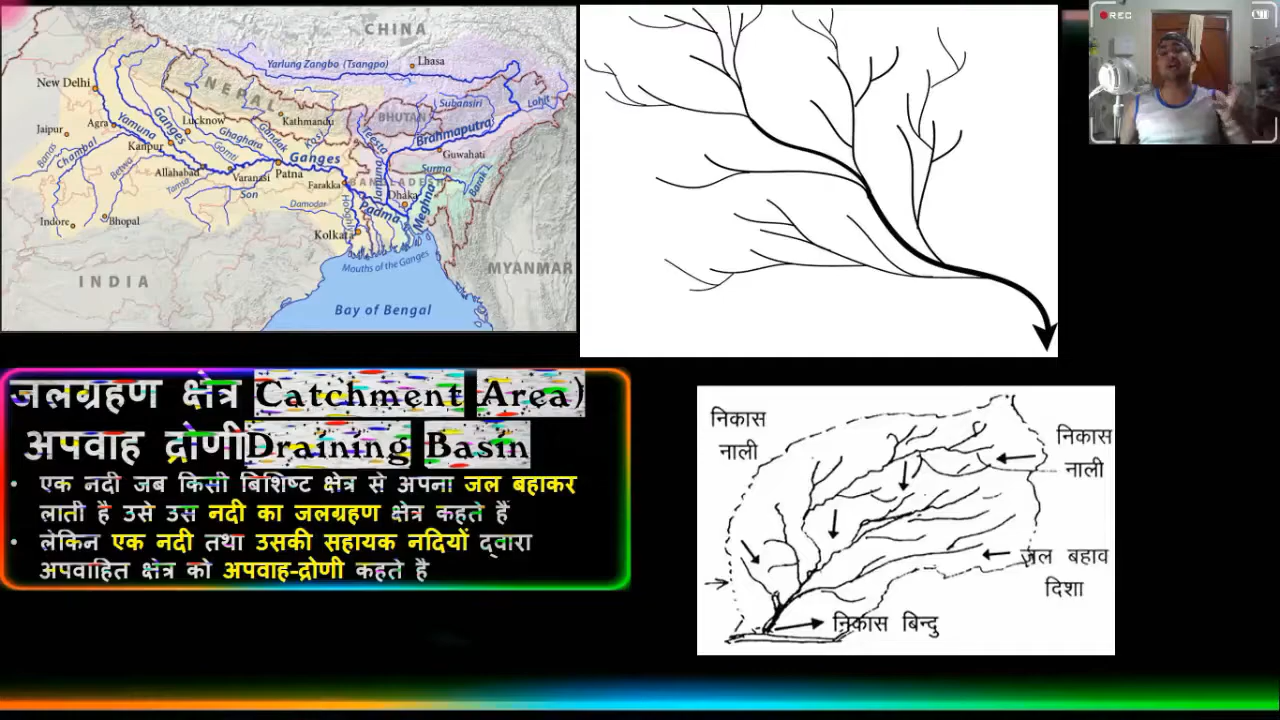 CHINA
Yarlung Zangbo (Tsangpo)
Lhasa
New Delhi
NEPAL
Subansiri
Lohit
Jaipur
Agra
Yamuna
Ganges
Lucknow
Ghaghara
Gandak
Kathmandu
Kosi
Teesta
BHUTAN
Brahmaputra
Banas
Chambal
Kanpur
Gomti
Ganges
Guwahati
Betwa
Allahabad
Varanasi
Patna
Farakka
BANGLADESH
Jamuna
Surma
Barak
Tamsa
Son
Damodar
Hooghly
Padma
Dhaka
Meghna
Indore
Bhopal
Kolkata
Mouths of the Ganges
INDIA
MYANMAR
Bay of Bengal
REC
जलग्रहण क्षेत्र (Catchment Area)
अपवाह द्रोणी(Draining Basin
• एक नदी जब किसी बिशिष्ट क्षेत्र से अपना जल बहाकर
लाती है उसे उस नदी का जलग्रहण क्षेत्र कहते हैं
• लेकिन एक नदी तथा उसकी सहायक नदियों द्वारा
अपवाहित क्षेत्र को अपवाह-द्रोणी कहते है
निकास
नाली
निकास
नाली
जल बहाव
दिशा
निकास बिन्दु